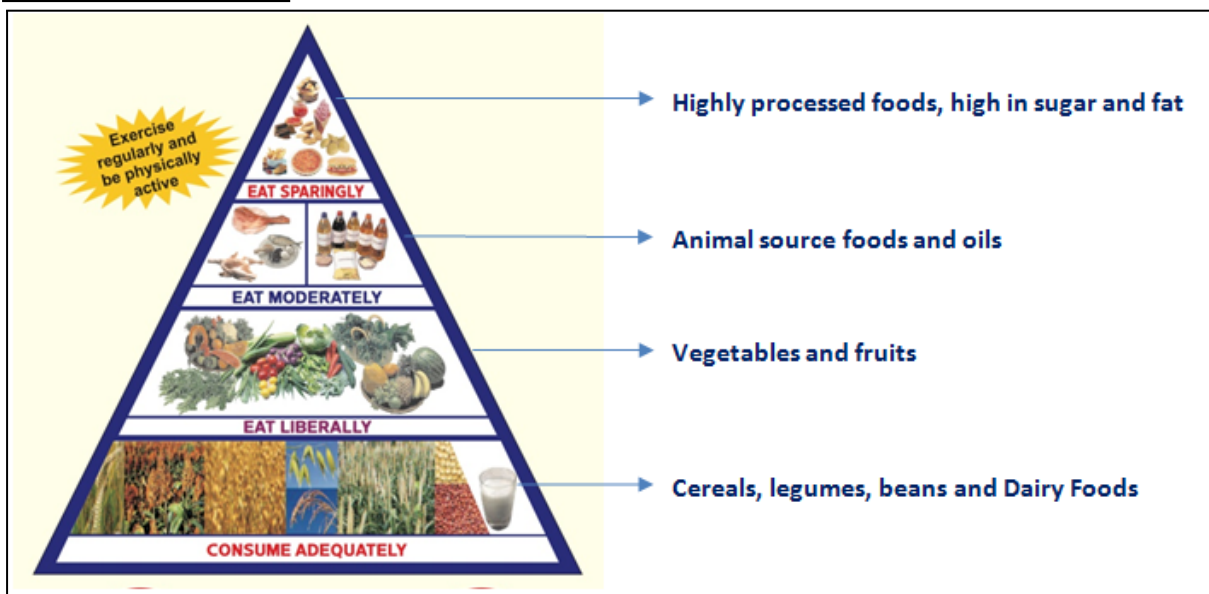 Highly processed foods, high in sugar and fat
Exercise
regularly and
be physically
active
EAT SPARINGLY
Animal source foods and oils
EAT MODERATELY
Vegetables and fruits
EAT LIBERALLY
Cereals, legumes, beans and Dairy Foods
CONSUME ADEQUATELY